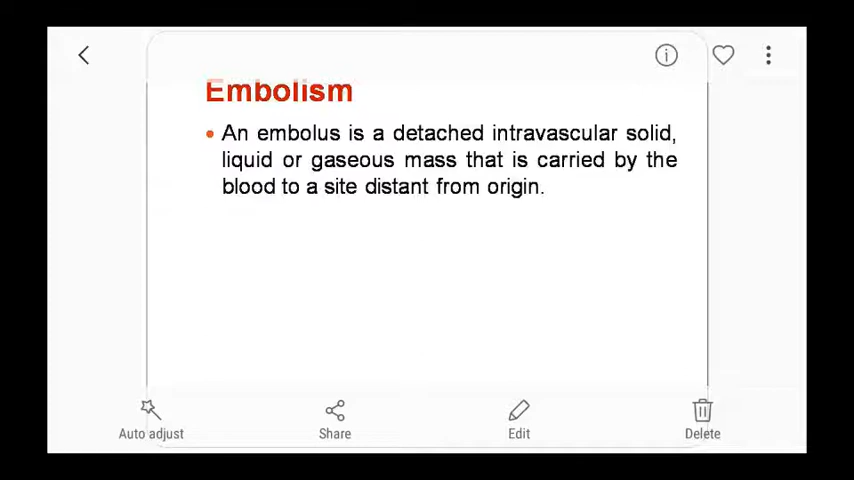 Embolism
• An embolus is a detached intravascular solid,
liquid or gaseous mass that is carried by the
blood to a site distant from origin.
Auto adjust
Share
Edit
Delete